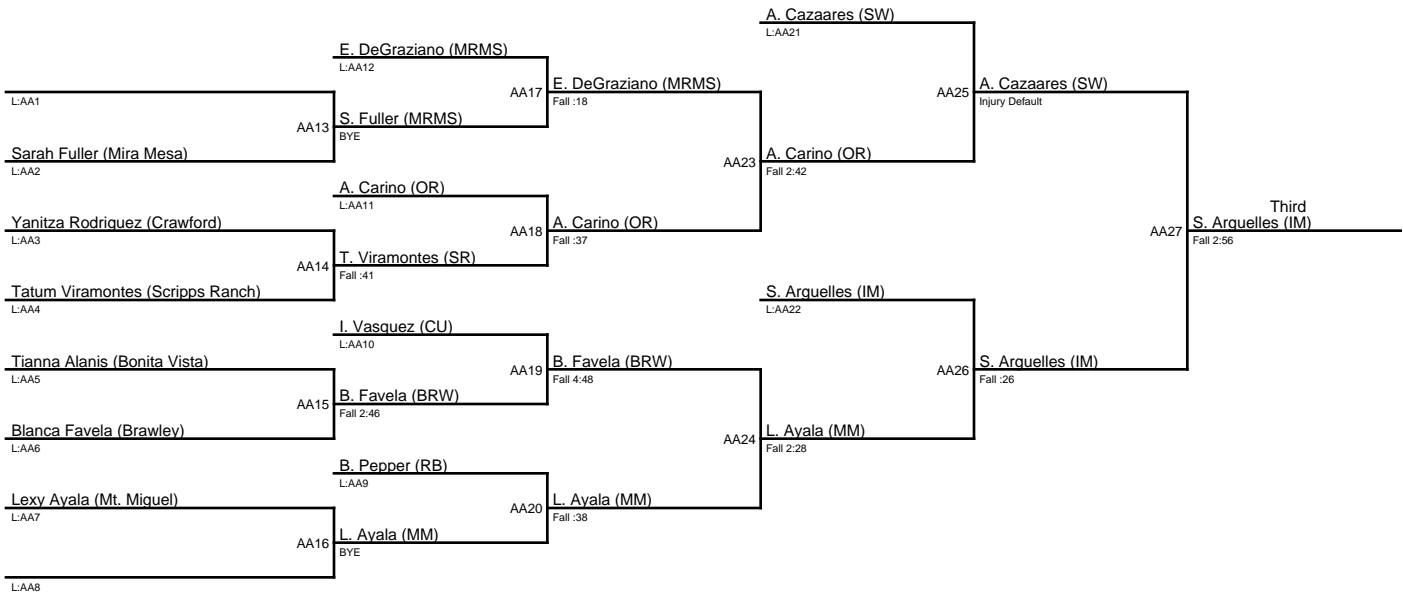 A. Cazaares (SW)
L:AA21
E. DeGraziano (MRMS)
L:AA12
L:AA1
AA17
E. DeGraziano (MRMS)
Fall :18
AA25
A. Cazaares (SW)
Injury Default
AA13
S. Fuller (MRMS)
BYE
Sarah Fuller (Mira Mesa)
L:AA2
AA23
A. Carino (OR)
Fall 2:42
A. Carino (OR)
L:AA11
Yanitza Rodriguez (Crawford)
L:AA3
AA18
A. Carino (OR)
Fall :37
AA27
Third
S. Arguelles (IM)
Fall 2:56
AA14
T. Viramontes (SR)
Fall :41
Tatum Viramontes (Scripps Ranch)
L:AA4
S. Arguelles (IM)
L:AA22
I. Vasquez (CU)
L:AA10
Tianna Alanis (Bonita Vista)
L:AA5
AA19
B. Favela (BRW)
Fall 4:48
AA26
S. Arguelles (IM)
Fall :26
AA15
B. Favela (BRW)
Fall 2:46
Blanca Favela (Brawley)
L:AA6
AA24
L. Ayala (MM)
Fall 2:28
B. Pepper (RB)
L:AA9
Lexy Ayala (Mt. Miguel)
L:AA7
AA20
L. Ayala (MM)
Fall :38
AA16
L. Ayala (MM)
BYE
L:AA8